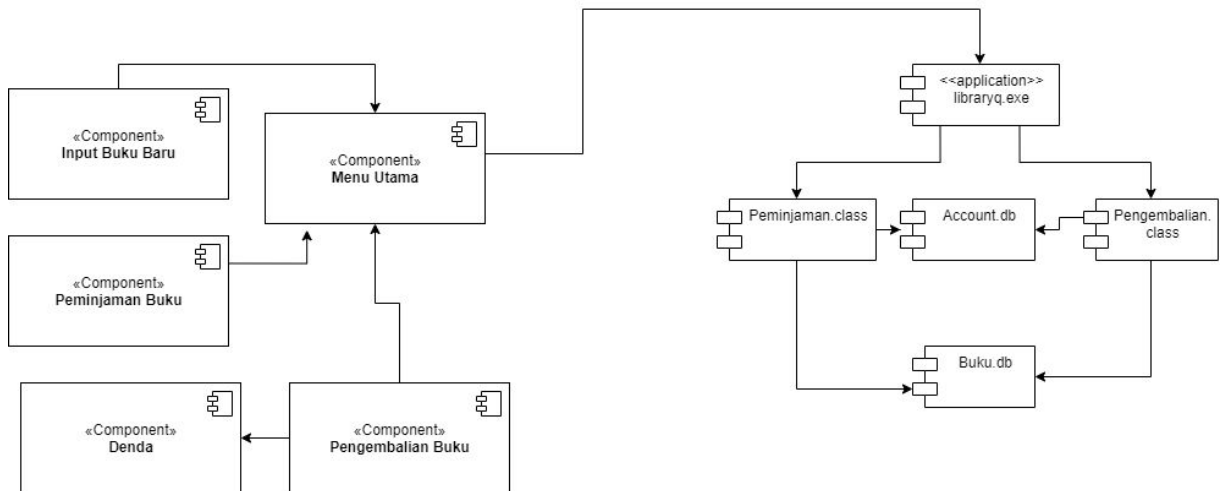 «Component»
Input Buku Baru
«Component»
Menu Utama
«Component»
Peminjaman Buku
«Component»
Denda
«Component»
Pengembalian Buku
<<application>>
libraryq.exe
Peminjaman.class
Account.db
Pengembalian.
class
Buku.db